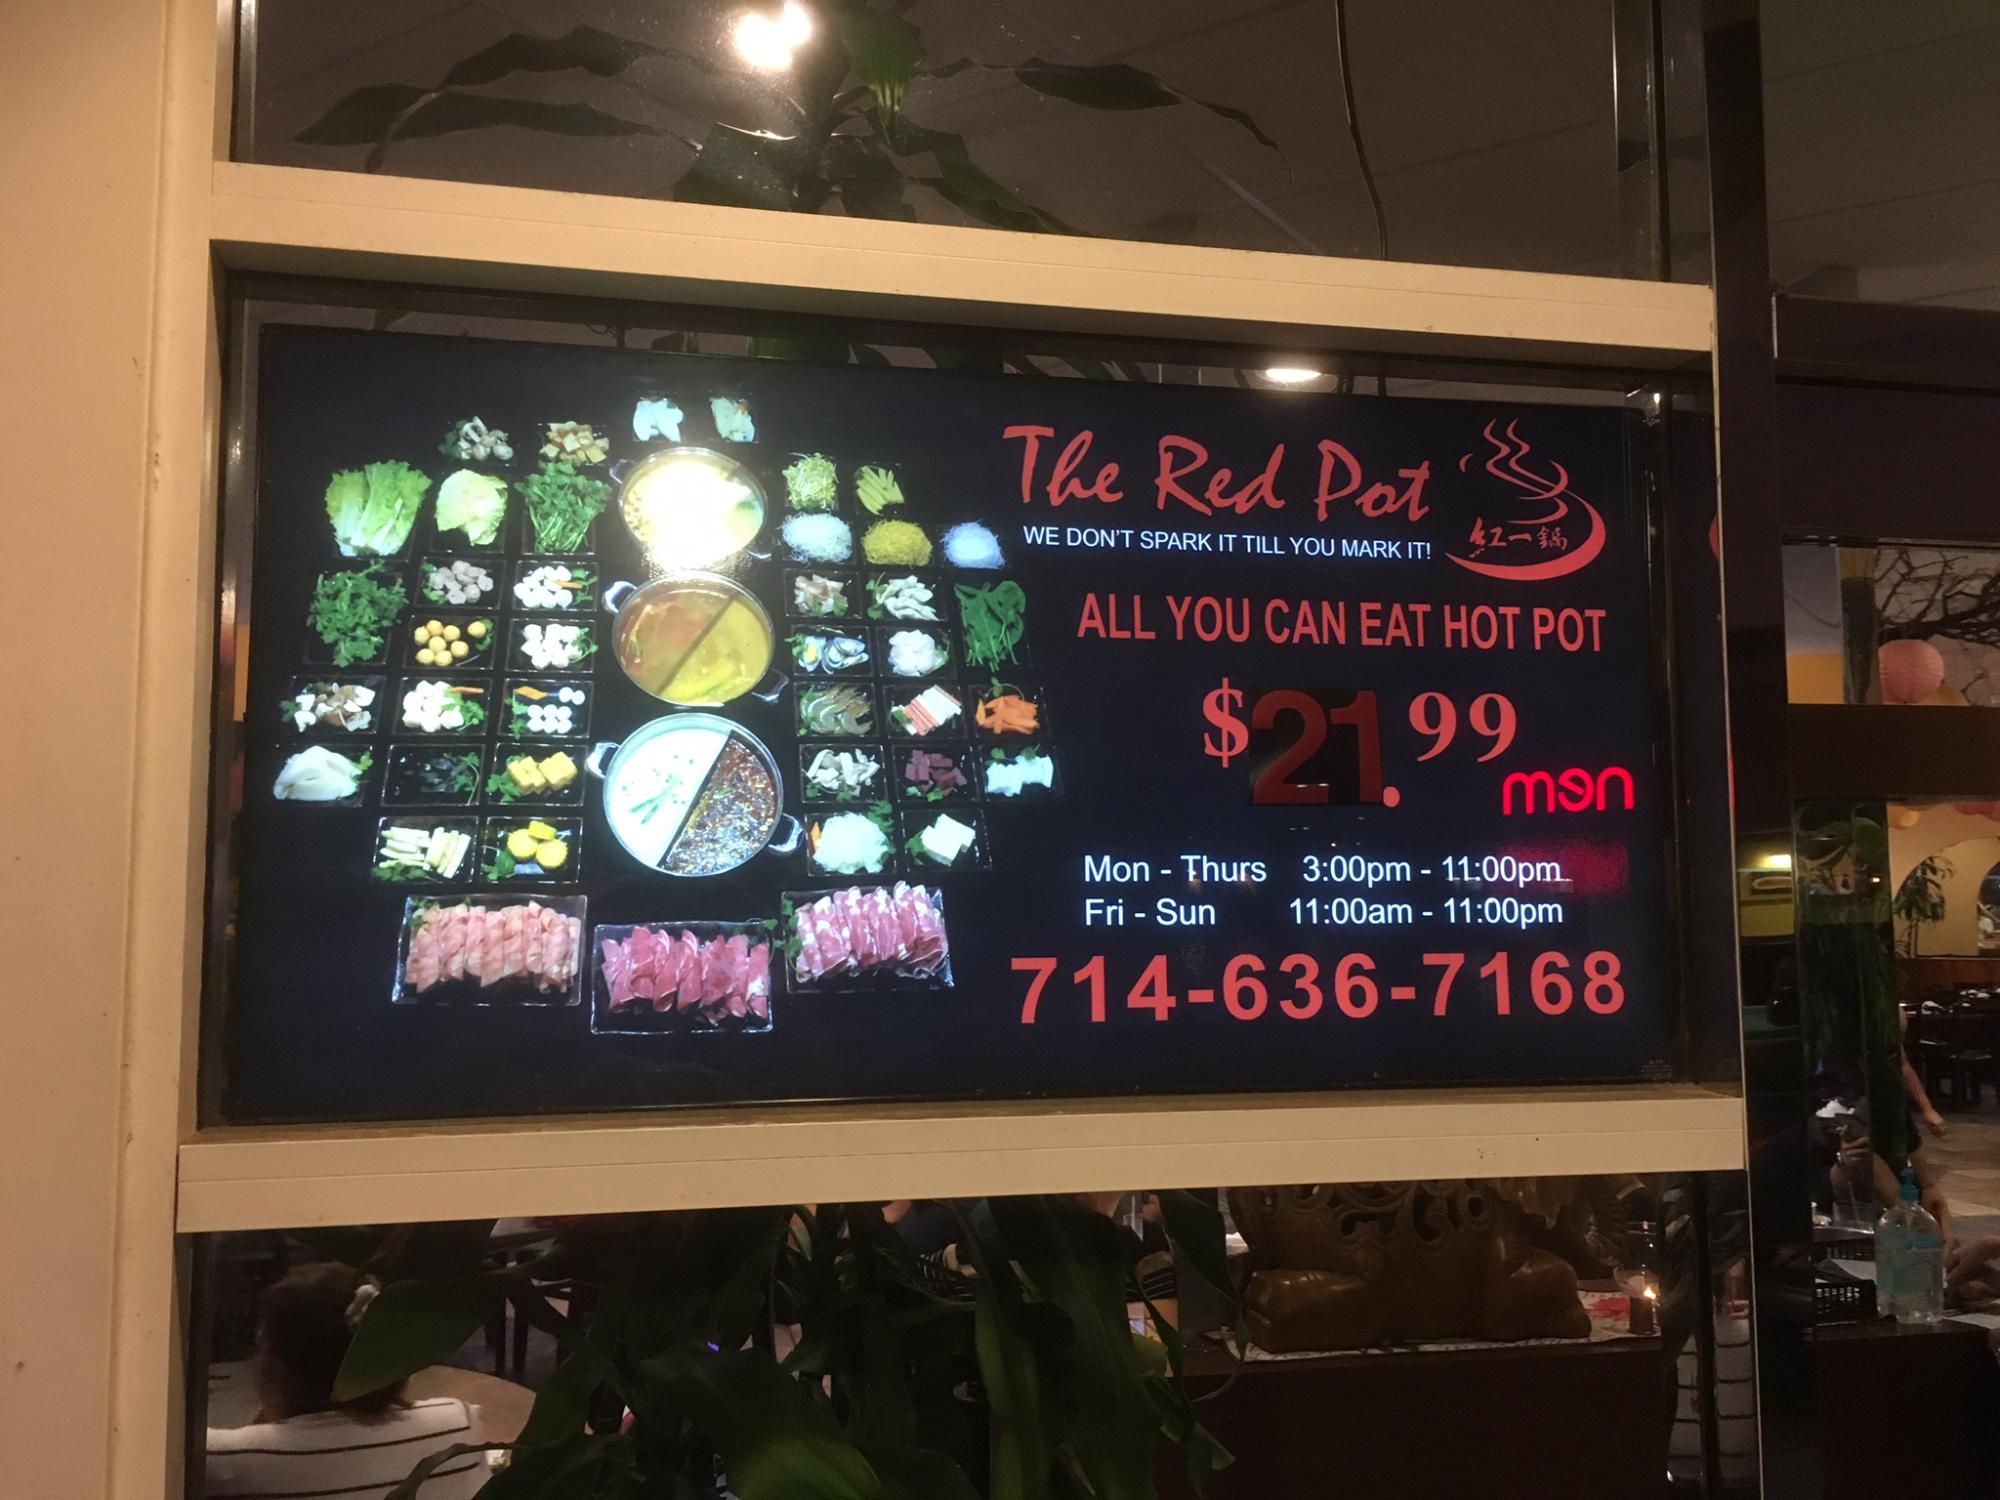 The Red Pot
WE DON'T SPARK IT TILL YOU MARK IT!
紅一鍋
ALL YOU CAN EAT HOT POT
$21.99
men
Mon - Thurs 3:00pm - 11:00pm
Fri - Sun 11:00am - 11:00pm
714-636-7168